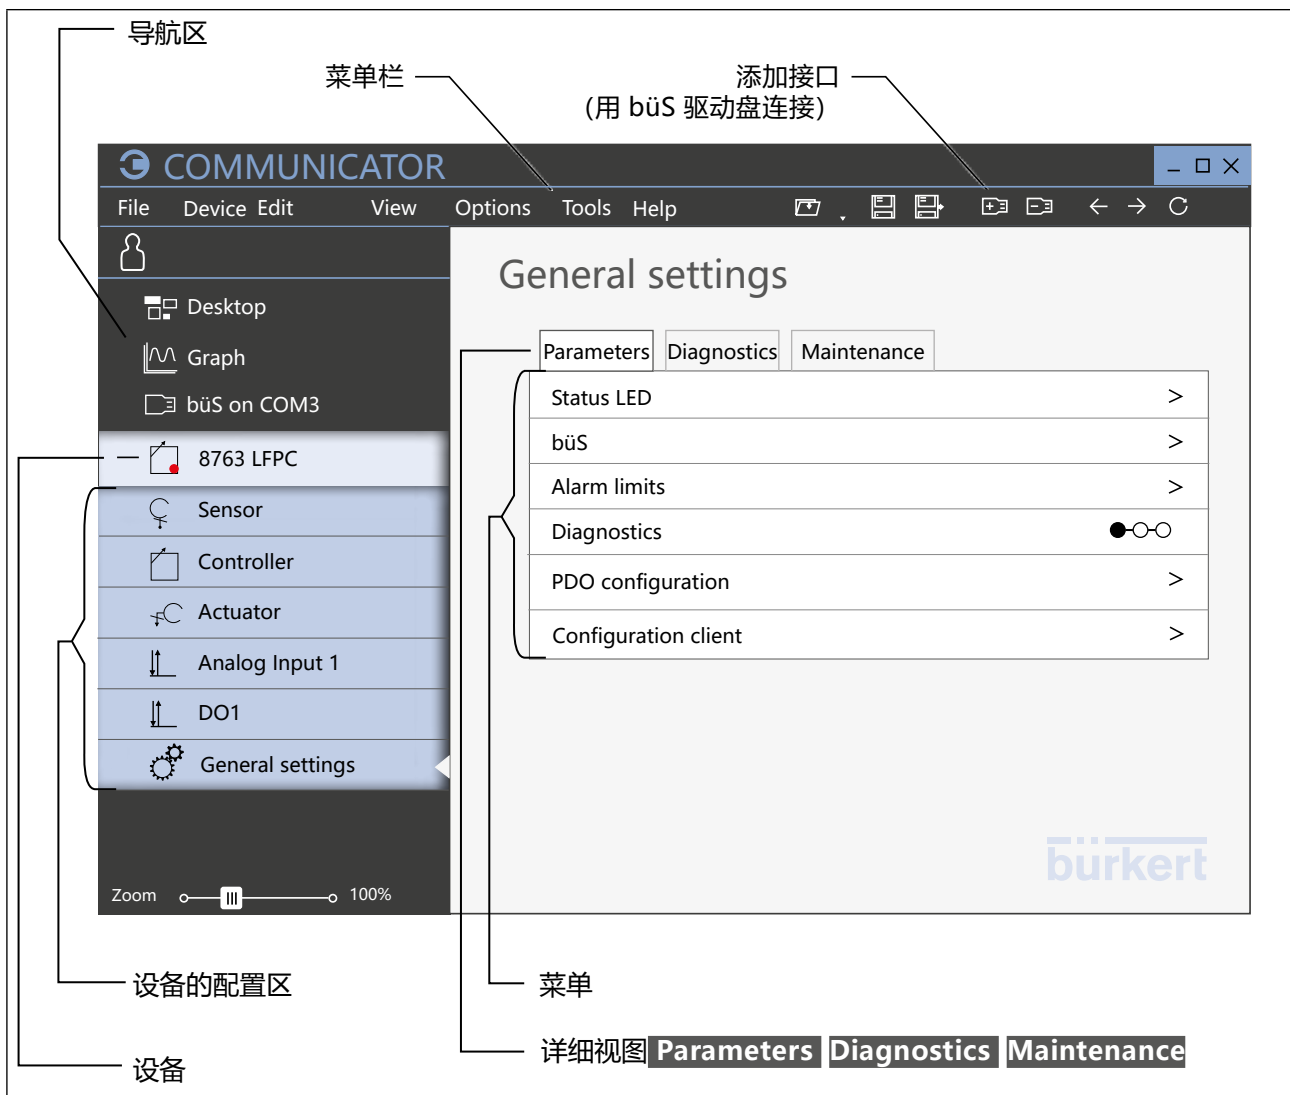 导航区
菜单栏
添加接口
(用 büS 驱动盘连接)
COMMUNICATOR
File Device Edit View Options Tools Help
General settings
Desktop
Graph
büS on COM3
8763 LFPC
Sensor
Controller
Actuator
Analog Input 1
DO1
General settings
Zoom 100%
Parameters Diagnostics Maintenance
Status LED >
büS >
Alarm limits >
Diagnostics
PDO configuration >
Configuration client >
bürkert
设备的配置区
菜单
详细视图 Parameters Diagnostics Maintenance
设备